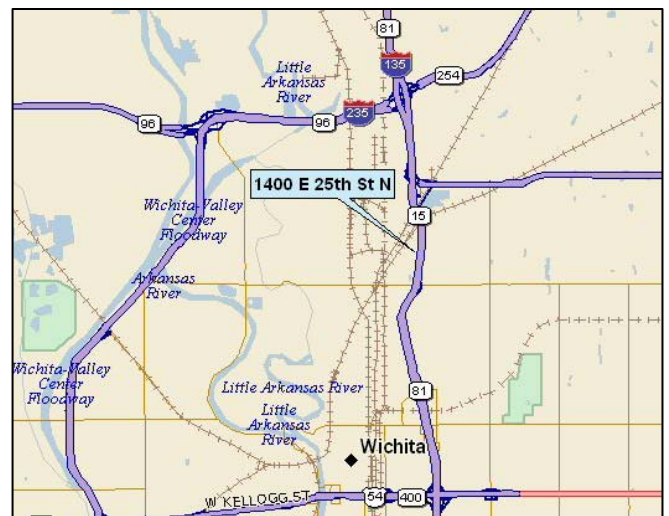 81
Little
Arkansas
River
135
254
235
96
96
1400 E 25th St N
Wichita-Valley
Center
Floodway
15
Arkansas
River
Wichita-Valley
Center
Floodway
Little Arkansas River
81
Little
Arkansas
River
Wichita
W KELLOGG ST
54
400